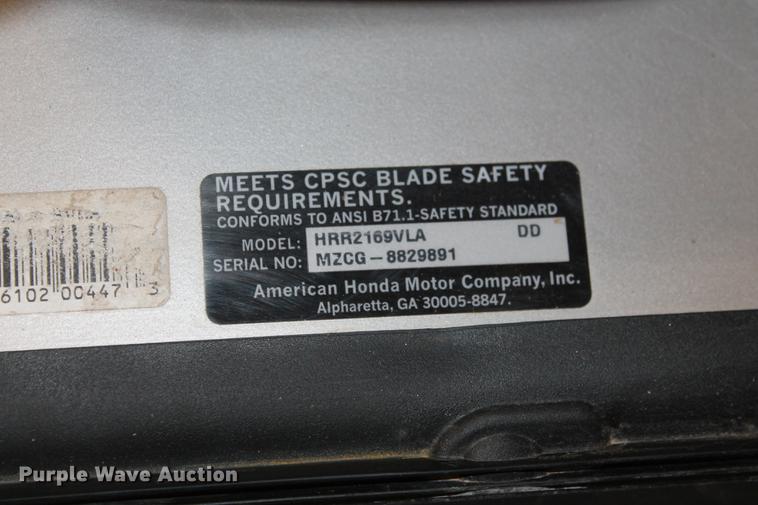 MEETS CPSC BLADE SAFETY
REQUIREMENTS.
CONFORMS TO ANSI B71.1-SAFETY STANDARD
MODEL: HRR2169VLA DD
SERIAL NO: MZCG-8829891
American Honda Motor Company, Inc.
Alpharetta, GA 30005-8847.
6102 00447 3
Purple Wave Auction